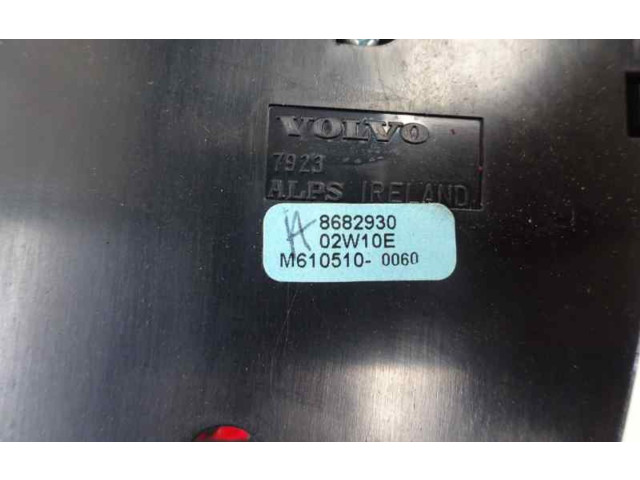 VOLVO
7923
ALPS IRELAND
A 8682930
02W10E
M610510- 0060